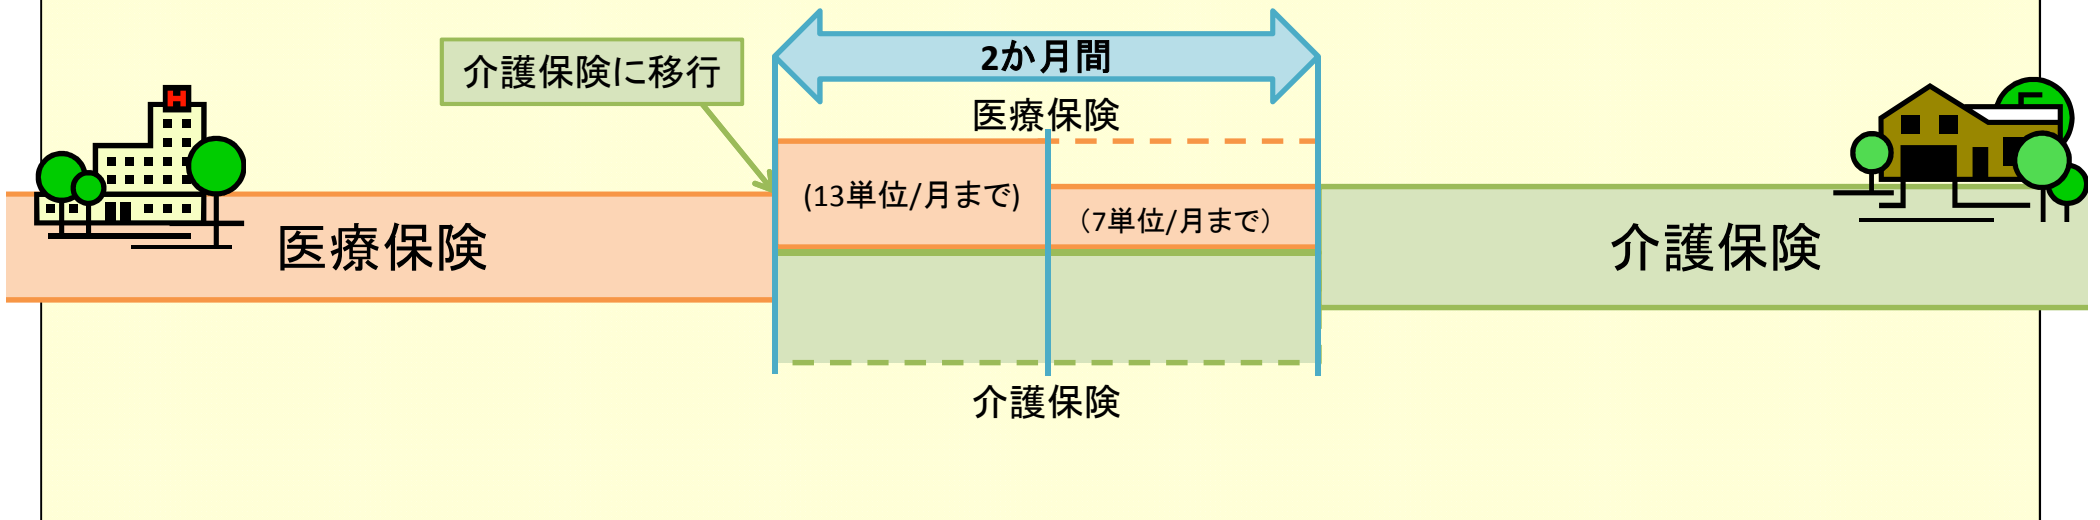 2か月間
介護保険に移行
医療保険
(13単位/月まで)
（7単位/月まで）
医療保険
介護保険
介護保険
H